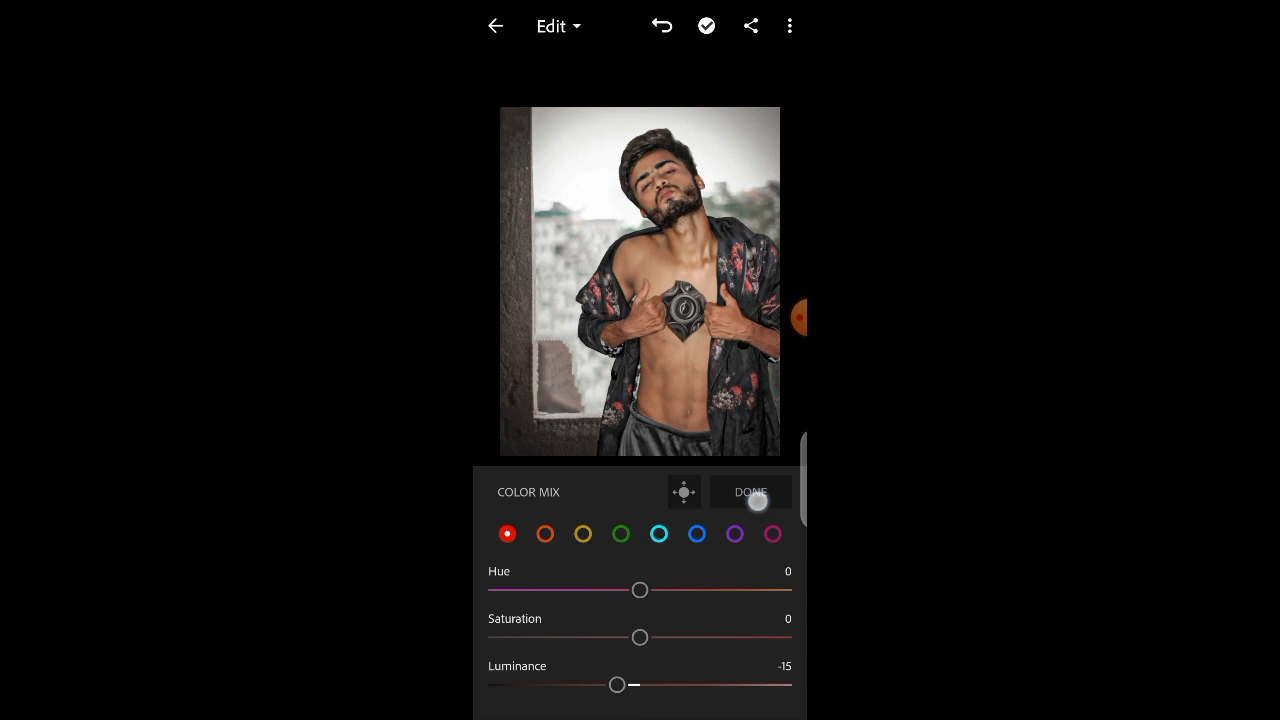 Edit
COLOR MIX
DONE
Hue 0
Saturation 0
Luminance -15